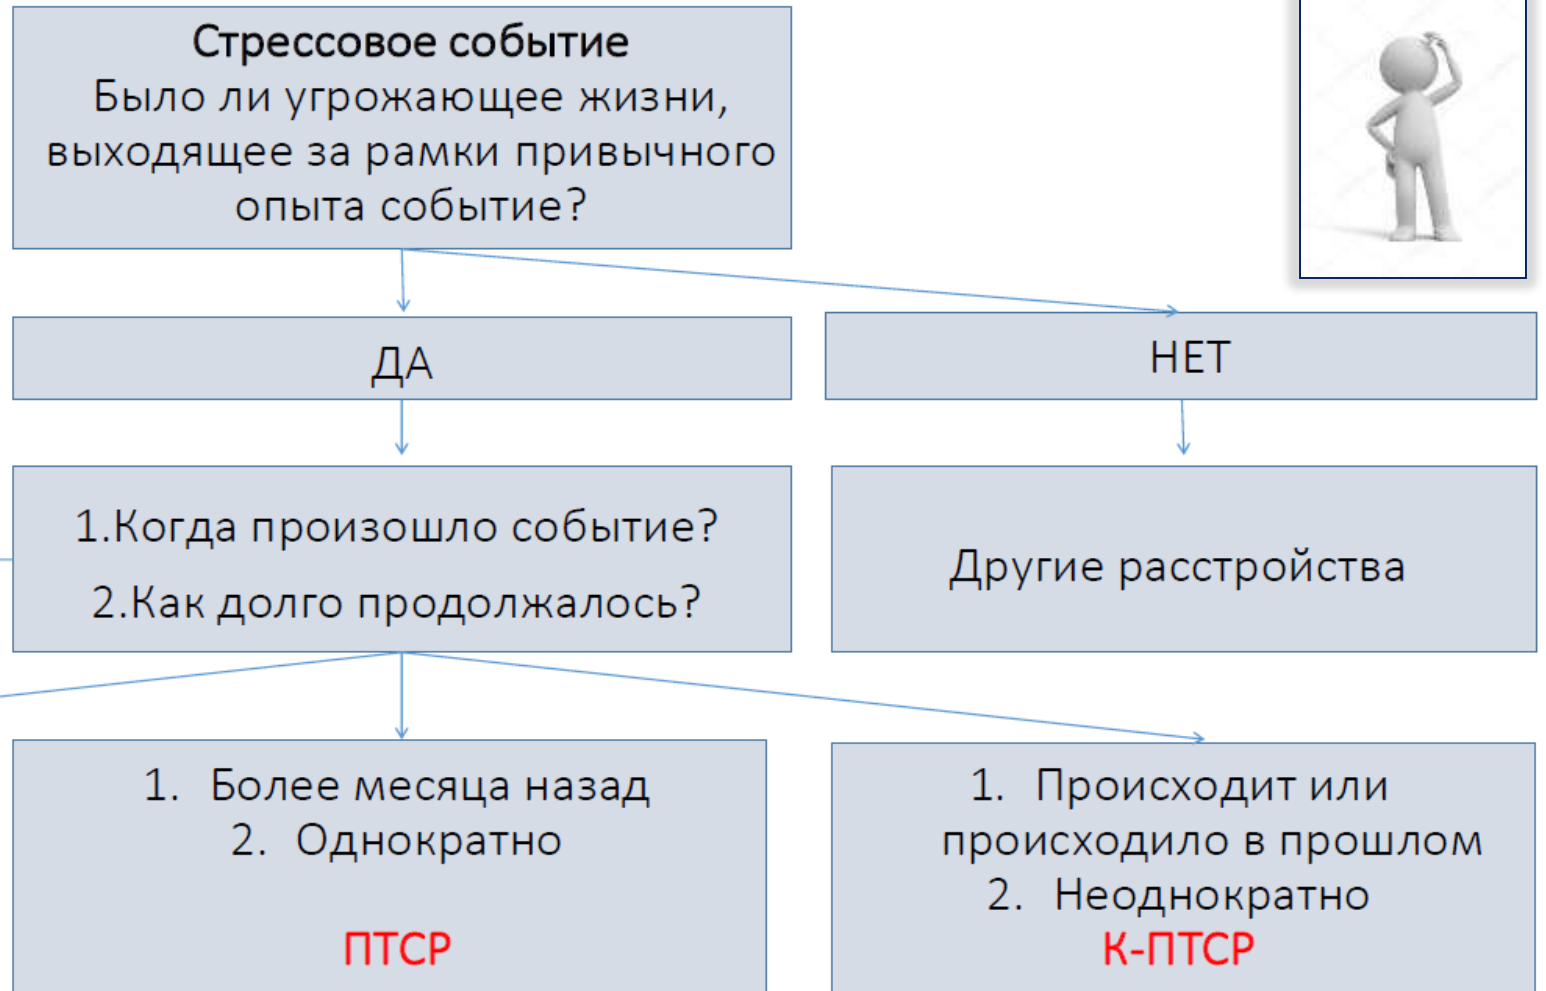 Стрессовое событие
Было ли угрожающее жизни,
выходящее за рамки привычного
опыта событие?
ДА
НЕТ
1.Когда произошло событие?
2.Как долго продолжалось?
Другие расстройства
1. Более месяца назад
2. Однократно
ПТСР
1. Происходит или
происходило в прошлом
2. Неоднократно
К-ПТСР